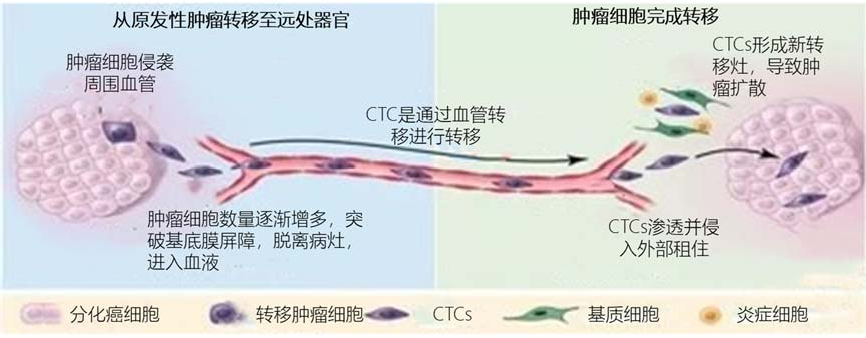 从原发性肿瘤转移至远处器官
肿瘤细胞完成转移
肿瘤细胞侵袭
周围血管
CTC是通过血管转
移进行转移
CTCs形成新转
移灶，导致肿
瘤扩散
肿瘤细胞数量逐渐增多，突
破基底膜屏障，脱离病灶，
进入血液
CTCs渗透并侵
入外部租住
分化癌细胞
转移肿瘤细胞
CTCs
基质细胞
炎症细胞